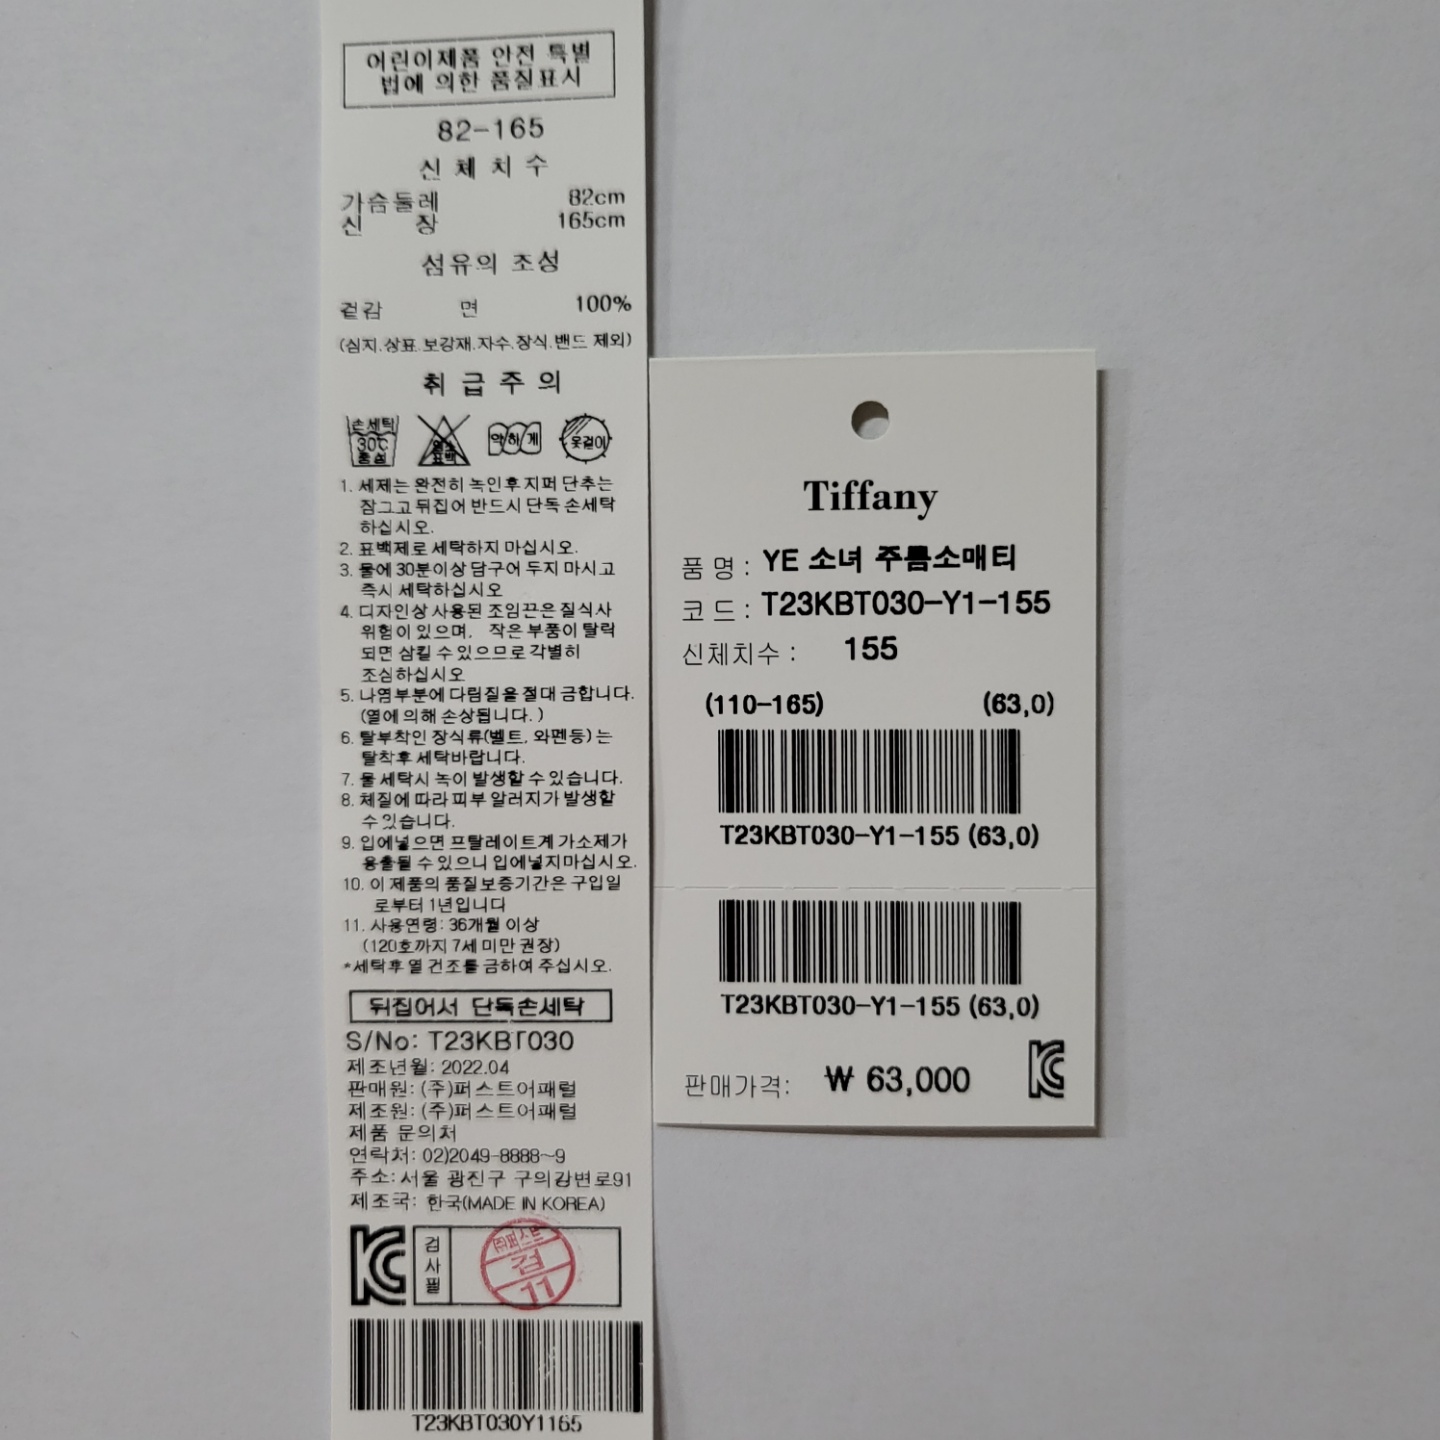 어린이제품 안전 특별
법에 의한 품질표시
82-165
신 체 치 수
가슴둘레 82cm
신 장 165cm
섬유의 조성
겉감 면 100%
(심지.상표.보강재.자수.장식.밴드 제외)
취 급 주 의
손세탁
30℃
중성
염소
표백
약하게
옷걸이
1. 세제는 완전히 녹인후 지퍼 단추는
잠그고 뒤집어 반드시 단독 손세탁
하십시오.
2. 표백제로 세탁하지 마십시오.
3. 물에 30분이상 담구어 두지 마시고
즉시 세탁하십시오
4. 디자인상 사용된 조임끈은 질식사
위험이 있으며, 작은 부품이 탈락
되면 삼킬 수 있으므로 각별히
조심하십시오
5. 나염부분에 다림질을 절대 금합니다.
(열에 의해 손상됩니다.)
6. 탈부착인 장식류(벨트, 와펜등)는
탈착후 세탁바랍니다.
7. 물 세탁시 녹이 발생할 수 있습니다.
8. 체질에 따라 피부 알러지가 발생할
수 있습니다.
9. 입에넣으면 프탈레이트계 가소제가
용출될 수 있으니 입에넣지마십시오.
10. 이 제품의 품질보증기간은 구입일
로부터 1년입니다
11. 사용연령: 36개월 이상
(120호까지 7세 미만 권장)
*세탁후 열 건조를 금하여 주십시오.
뒤집어서 단독손세탁
S/No: T23KBT030
제조년월: 2022.04
판매원: (주)퍼스트어패럴
제조원: (주)퍼스트어패럴
제품 문의처
연락처: 02)2049-8888~9
주소: 서울 광진구 구의강변로91
제조국: 한국(MADE IN KOREA)
KC
검사필
(주)퍼스트
검
11
T23KBT030Y1165
Tiffany
품 명 : YE 소녀 주름소매티
코 드 : T23KBT030-Y1-155
신체치수 : 155
(110-165) (63,0)
T23KBT030-Y1-155 (63,0)
T23KBT030-Y1-155 (63,0)
판매가격: ₩ 63,000
KC